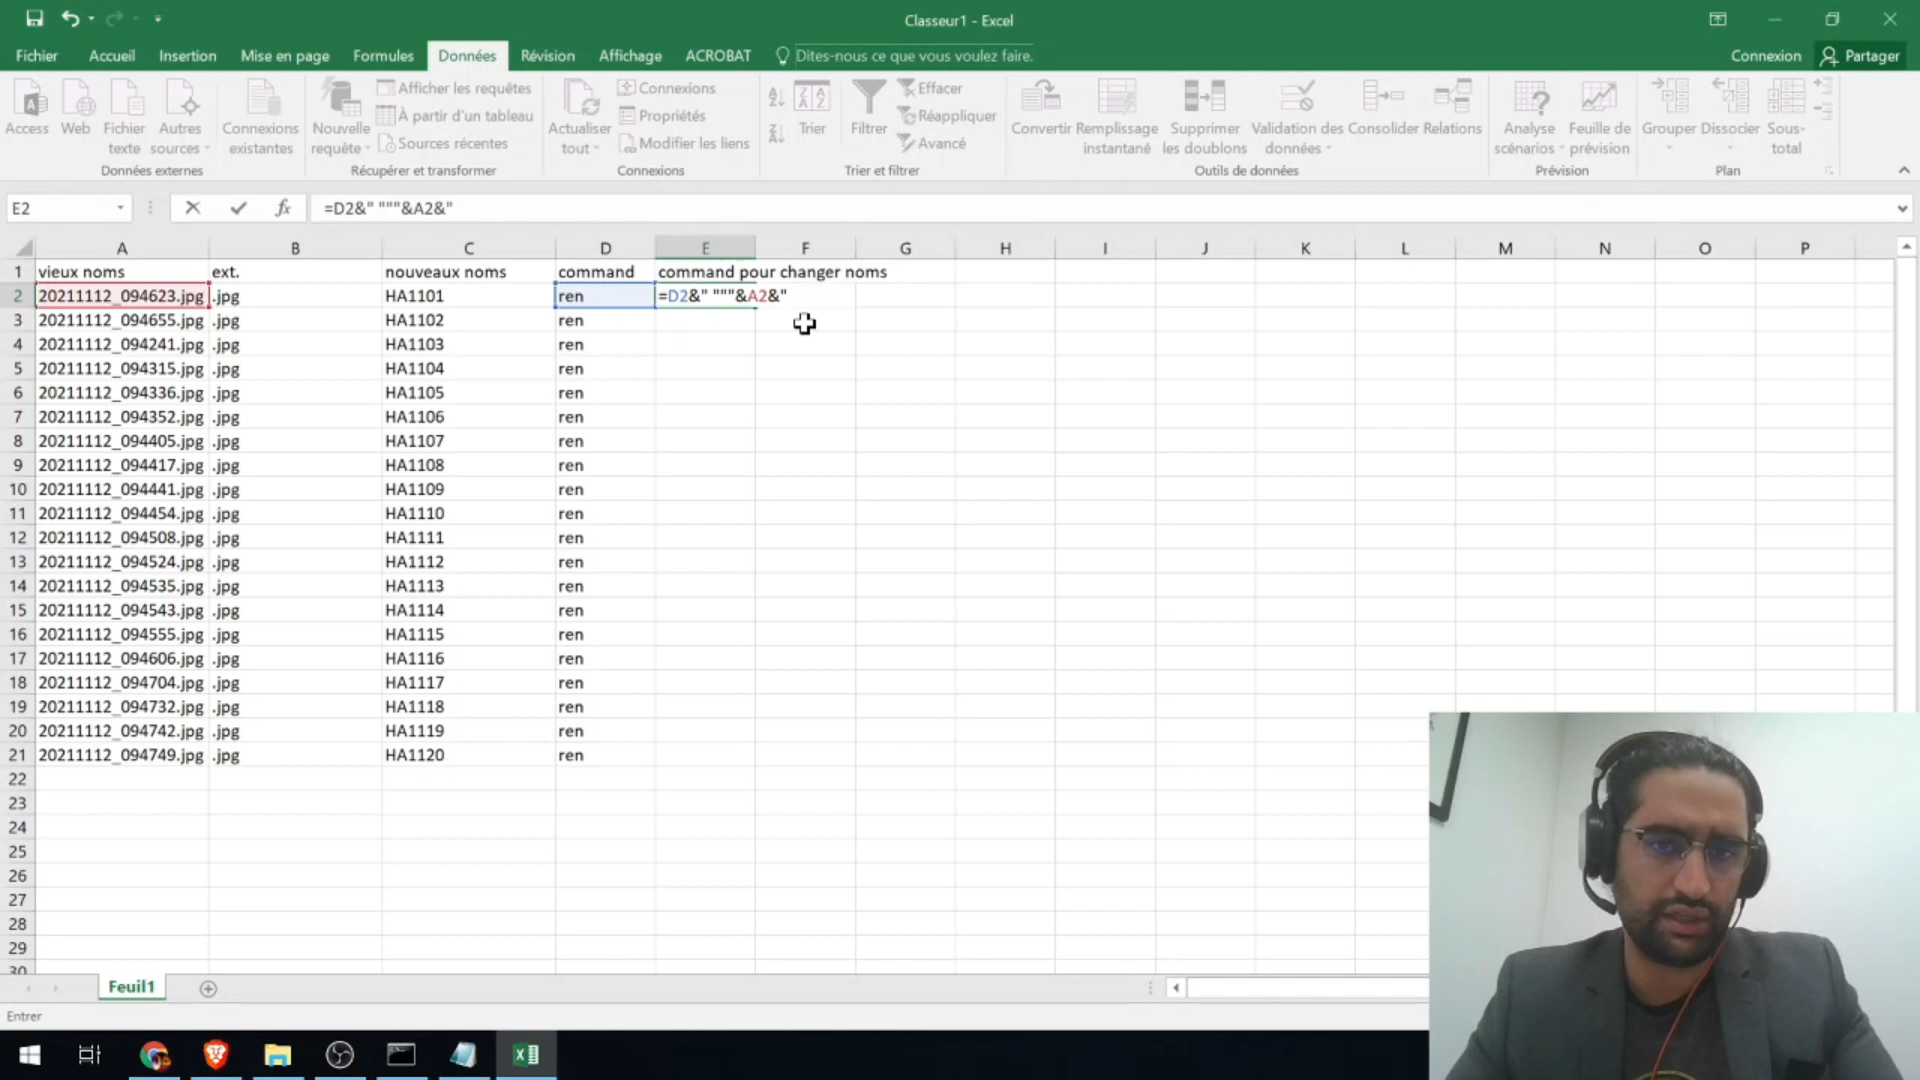 Classeur1 - Excel
Fichier Accueil Insertion Mise en page Formules Données Révision Affichage ACROBAT Dites-nous ce que vous voulez faire. Connexion Partager
Access Web Fichier texte Autres sources Connexions existantes
Données externes
Nouvelle requête Afficher les requêtes
À partir d'un tableau
Sources récentes
Récupérer et transformer
Actualiser tout Connexions
Propriétés
Modifier les liens
Connexions
Trier Filtrer Effacer
Réappliquer
Avancé
Trier et filtrer
Convertir Remplissage instantané Supprimer les doublons Validation des données Consolider Relations
Outils de données
Analyse scénarios Feuille de prévision
Prévision
Grouper Dissocier Sous-total
Plan
E2 fx =D2&" """&A2&"
A B C D E F G H I J K L M N O P
1 vieux noms ext. nouveaux noms command command pour changer noms
2 20211112_094623.jpg .jpg HA1101 ren =D2&" """&A2&"
3 20211112_094655.jpg .jpg HA1102 ren
4 20211112_094241.jpg .jpg HA1103 ren
5 20211112_094315.jpg .jpg HA1104 ren
6 20211112_094336.jpg .jpg HA1105 ren
7 20211112_094352.jpg .jpg HA1106 ren
8 20211112_094405.jpg .jpg HA1107 ren
9 20211112_094417.jpg .jpg HA1108 ren
10 20211112_094441.jpg .jpg HA1109 ren
11 20211112_094454.jpg .jpg HA1110 ren
12 20211112_094508.jpg .jpg HA1111 ren
13 20211112_094524.jpg .jpg HA1112 ren
14 20211112_094535.jpg .jpg HA1113 ren
15 20211112_094543.jpg .jpg HA1114 ren
16 20211112_094555.jpg .jpg HA1115 ren
17 20211112_094606.jpg .jpg HA1116 ren
18 20211112_094704.jpg .jpg HA1117 ren
19 20211112_094732.jpg .jpg HA1118 ren
20 20211112_094742.jpg .jpg HA1119 ren
21 20211112_094749.jpg .jpg HA1120 ren
22
23
24
25
26
27
28
29
30
Feuil1
Entrer